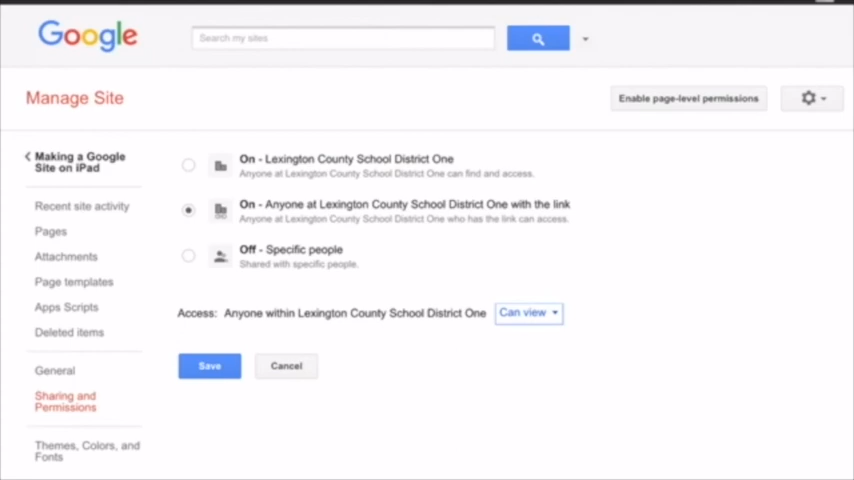 Google
Search my sites
Manage Site
Enable page-level permissions
Making a Google
Site on iPad
Recent site activity
Pages
Attachments
Page templates
Apps Scripts
Deleted items
General
Sharing and
Permissions
Themes, Colors, and
Fonts
On - Lexington County School District One
Anyone at Lexington County School District One can find and access.
On - Anyone at Lexington County School District One with the link
Anyone at Lexington County School District One who has the link can access.
Off - Specific people
Shared with specific people.
Access: Anyone within Lexington County School District One Can view
Save Cancel